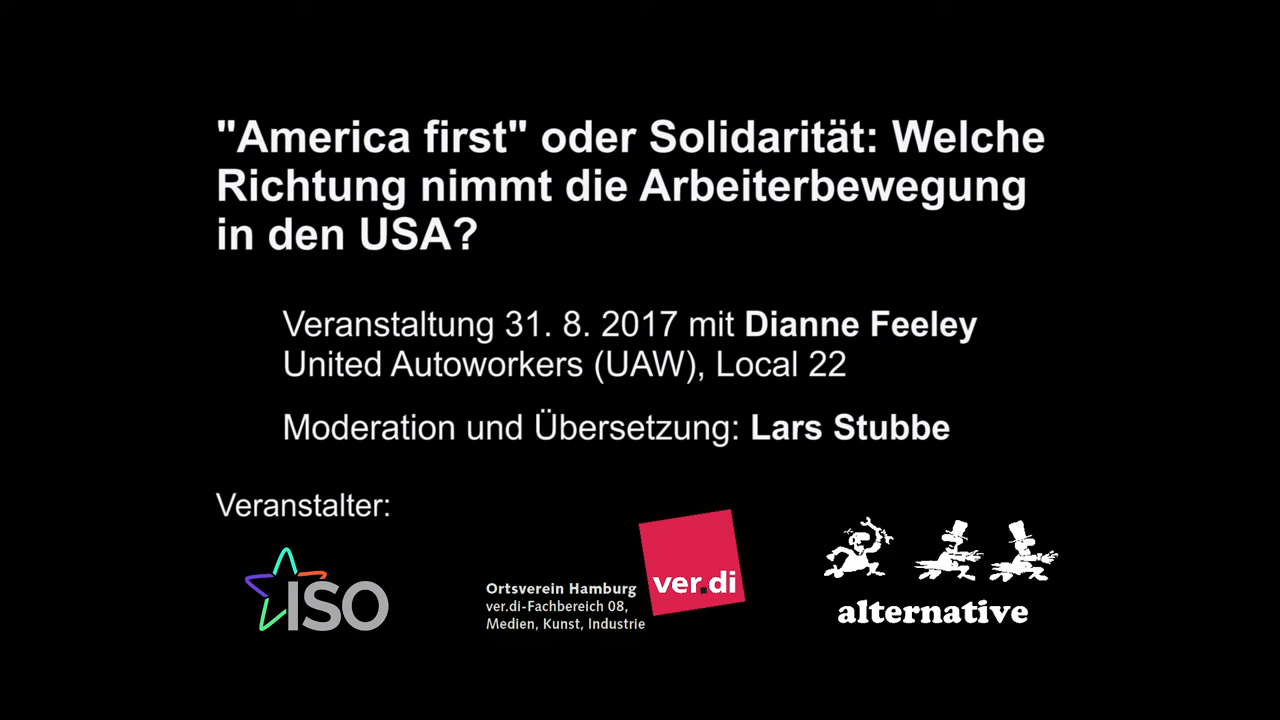 "America first" oder Solidarität: Welche
Richtung nimmt die Arbeiterbewegung
in den USA?
Veranstaltung 31. 8. 2017 mit Dianne Feeley
United Autoworkers (UAW), Local 22
Moderation und Übersetzung: Lars Stubbe
Veranstalter:
ISO
Ortsverein Hamburg
ver.di-Fachbereich 08,
Medien, Kunst, Industrie
ver.di
alternative